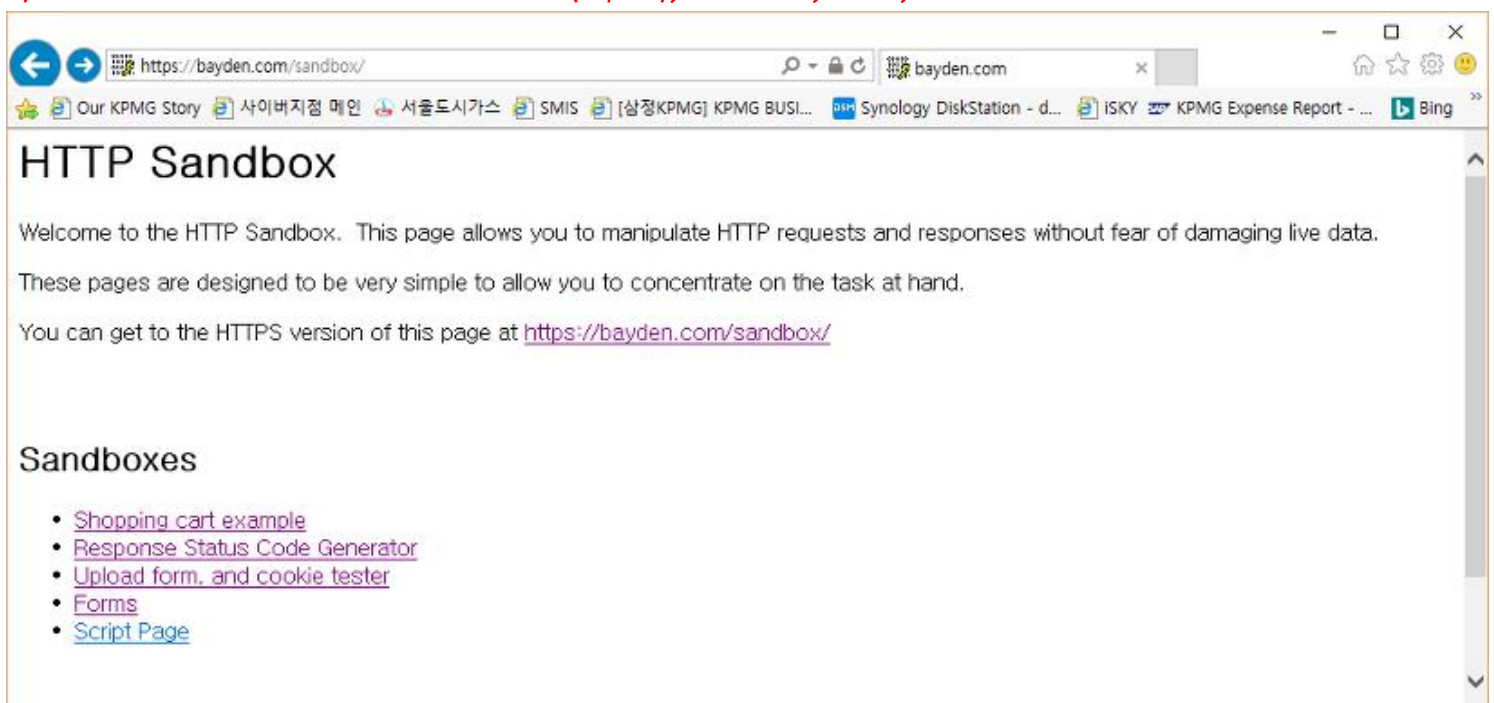 https://bayden.com/sandbox/
bayden.com
Our KPMG Story 사이버지점 메인 서울도시가스 SMIS [삼정KPMG] KPMG BUSI... DSM Synology DiskStation - d... iSKY KPMG Expense Report - ... Bing
HTTP Sandbox
Welcome to the HTTP Sandbox. This page allows you to manipulate HTTP requests and responses without fear of damaging live data.
These pages are designed to be very simple to allow you to concentrate on the task at hand.
You can get to the HTTPS version of this page at https://bayden.com/sandbox/
Sandboxes
• Shopping cart example
• Response Status Code Generator
• Upload form, and cookie tester
• Forms
• Script Page